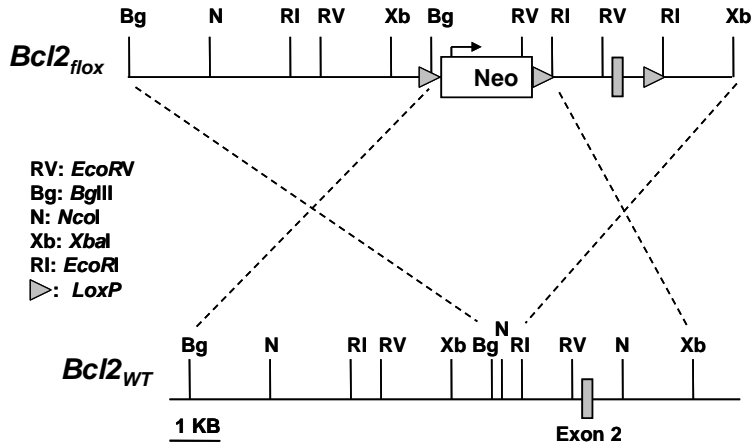 Bg N RI RV Xb Bg RV RI RV RI Xb
Bcl2flox
Neo
RV: EcoRV
Bg: BglII
N: NcoI
Xb: XbaI
RI: EcoRI
: LoxP
N
Bg N RI RV Xb Bg RI RV N Xb
Bcl2WT
1 KB
Exon 2